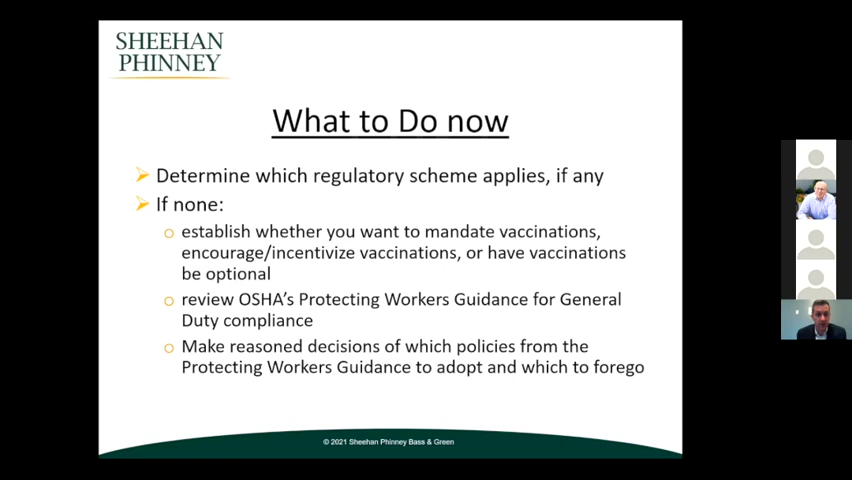 SHEEHAN
PHINNEY
What to Do now
Determine which regulatory scheme applies, if any
If none:
establish whether you want to mandate vaccinations,
encourage/incentivize vaccinations, or have vaccinations
be optional
review OSHA's Protecting Workers Guidance for General
Duty compliance
Make reasoned decisions of which policies from the
Protecting Workers Guidance to adopt and which to forego
© 2021 Sheehan Phinney Bass & Green